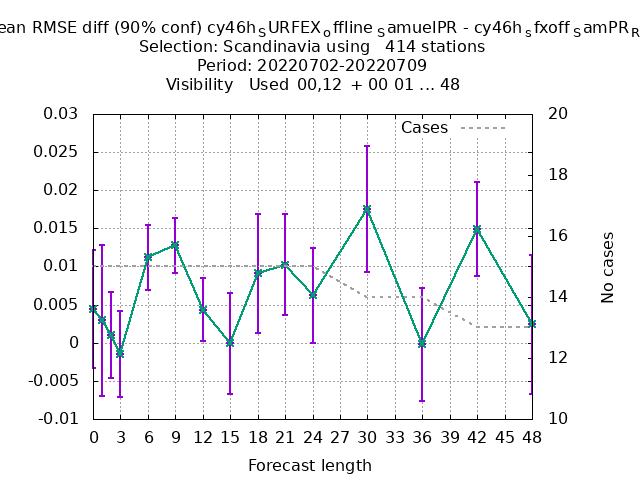 ean RMSE diff (90% conf) cy46h_SURFEX_offline_SamuelPR - cy46h_sfxoff_SamPR_R
Selection: Scandinavia using 414 stations
Period: 20220702-20220709
Visibility Used 00,12 + 00 01 ... 48
Cases
0.03
0.025
0.02
0.015
0.01
0.005
0
-0.005
-0.01
20
18
16
14
12
10
No cases
0 3 6 9 12 15 18 21 24 27 30 33 36 39 42 45 48
Forecast length